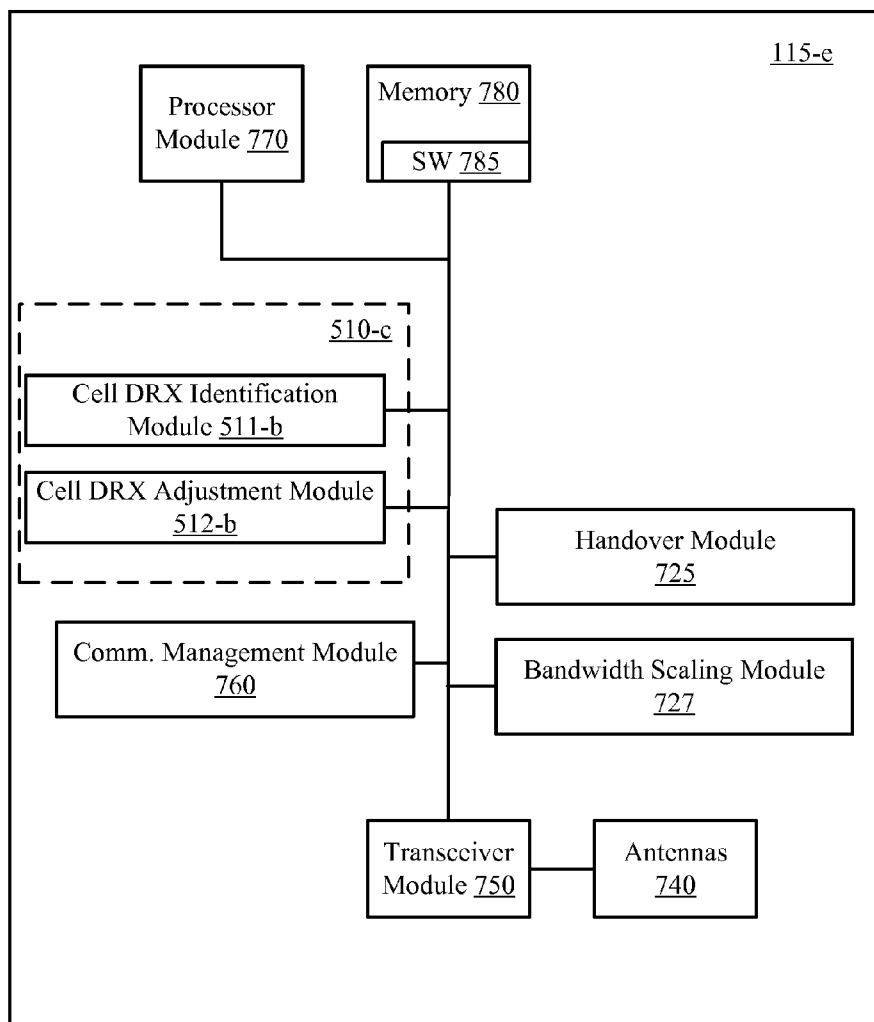 115-e
Processor
Module 770
Memory 780
SW 785
510-c
Cell DRX Identification
Module 511-b
Cell DRX Adjustment Module
512-b
Handover Module
725
Comm. Management Module
760
Bandwidth Scaling Module
727
Transceiver
Module 750
Antennas
740